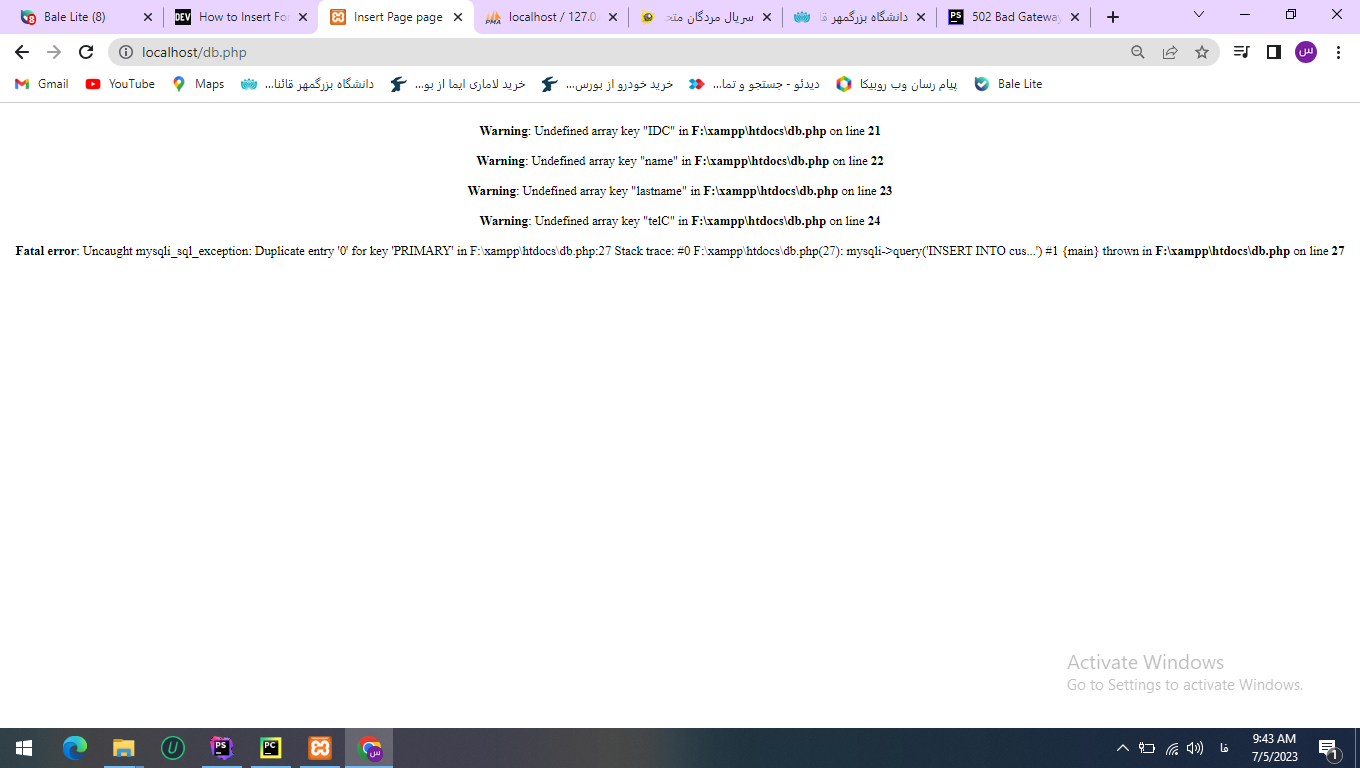 Bale Lite (8)
How to Insert For
Insert Page page
localhost / 127.0.
سریال مردگان متح
دانشگاه بزرگمهر قا
502 Bad Gateway
localhost/db.php
س
Gmail
YouTube
Maps
دانشگاه بزرگمهر قائنا...
خرید لاماری ایما از بو...
خرید خودرو از بورس...
دیدئو - جستجو و تما...
پیام رسان وب روبیکا
Bale Lite
Warning: Undefined array key "IDC" in F:\xampp\htdocs\db.php on line 21
Warning: Undefined array key "name" in F:\xampp\htdocs\db.php on line 22
Warning: Undefined array key "lastname" in F:\xampp\htdocs\db.php on line 23
Warning: Undefined array key "telC" in F:\xampp\htdocs\db.php on line 24
Fatal error: Uncaught mysqli_sql_exception: Duplicate entry '0' for key 'PRIMARY' in F:\xampp\htdocs\db.php:27 Stack trace: #0 F:\xampp\htdocs\db.php(27): mysqli->query('INSERT INTO cus...') #1 {main} thrown in F:\xampp\htdocs\db.php on line 27
Activate Windows
Go to Settings to activate Windows.
فا
9:43 AM
7/5/2023
1